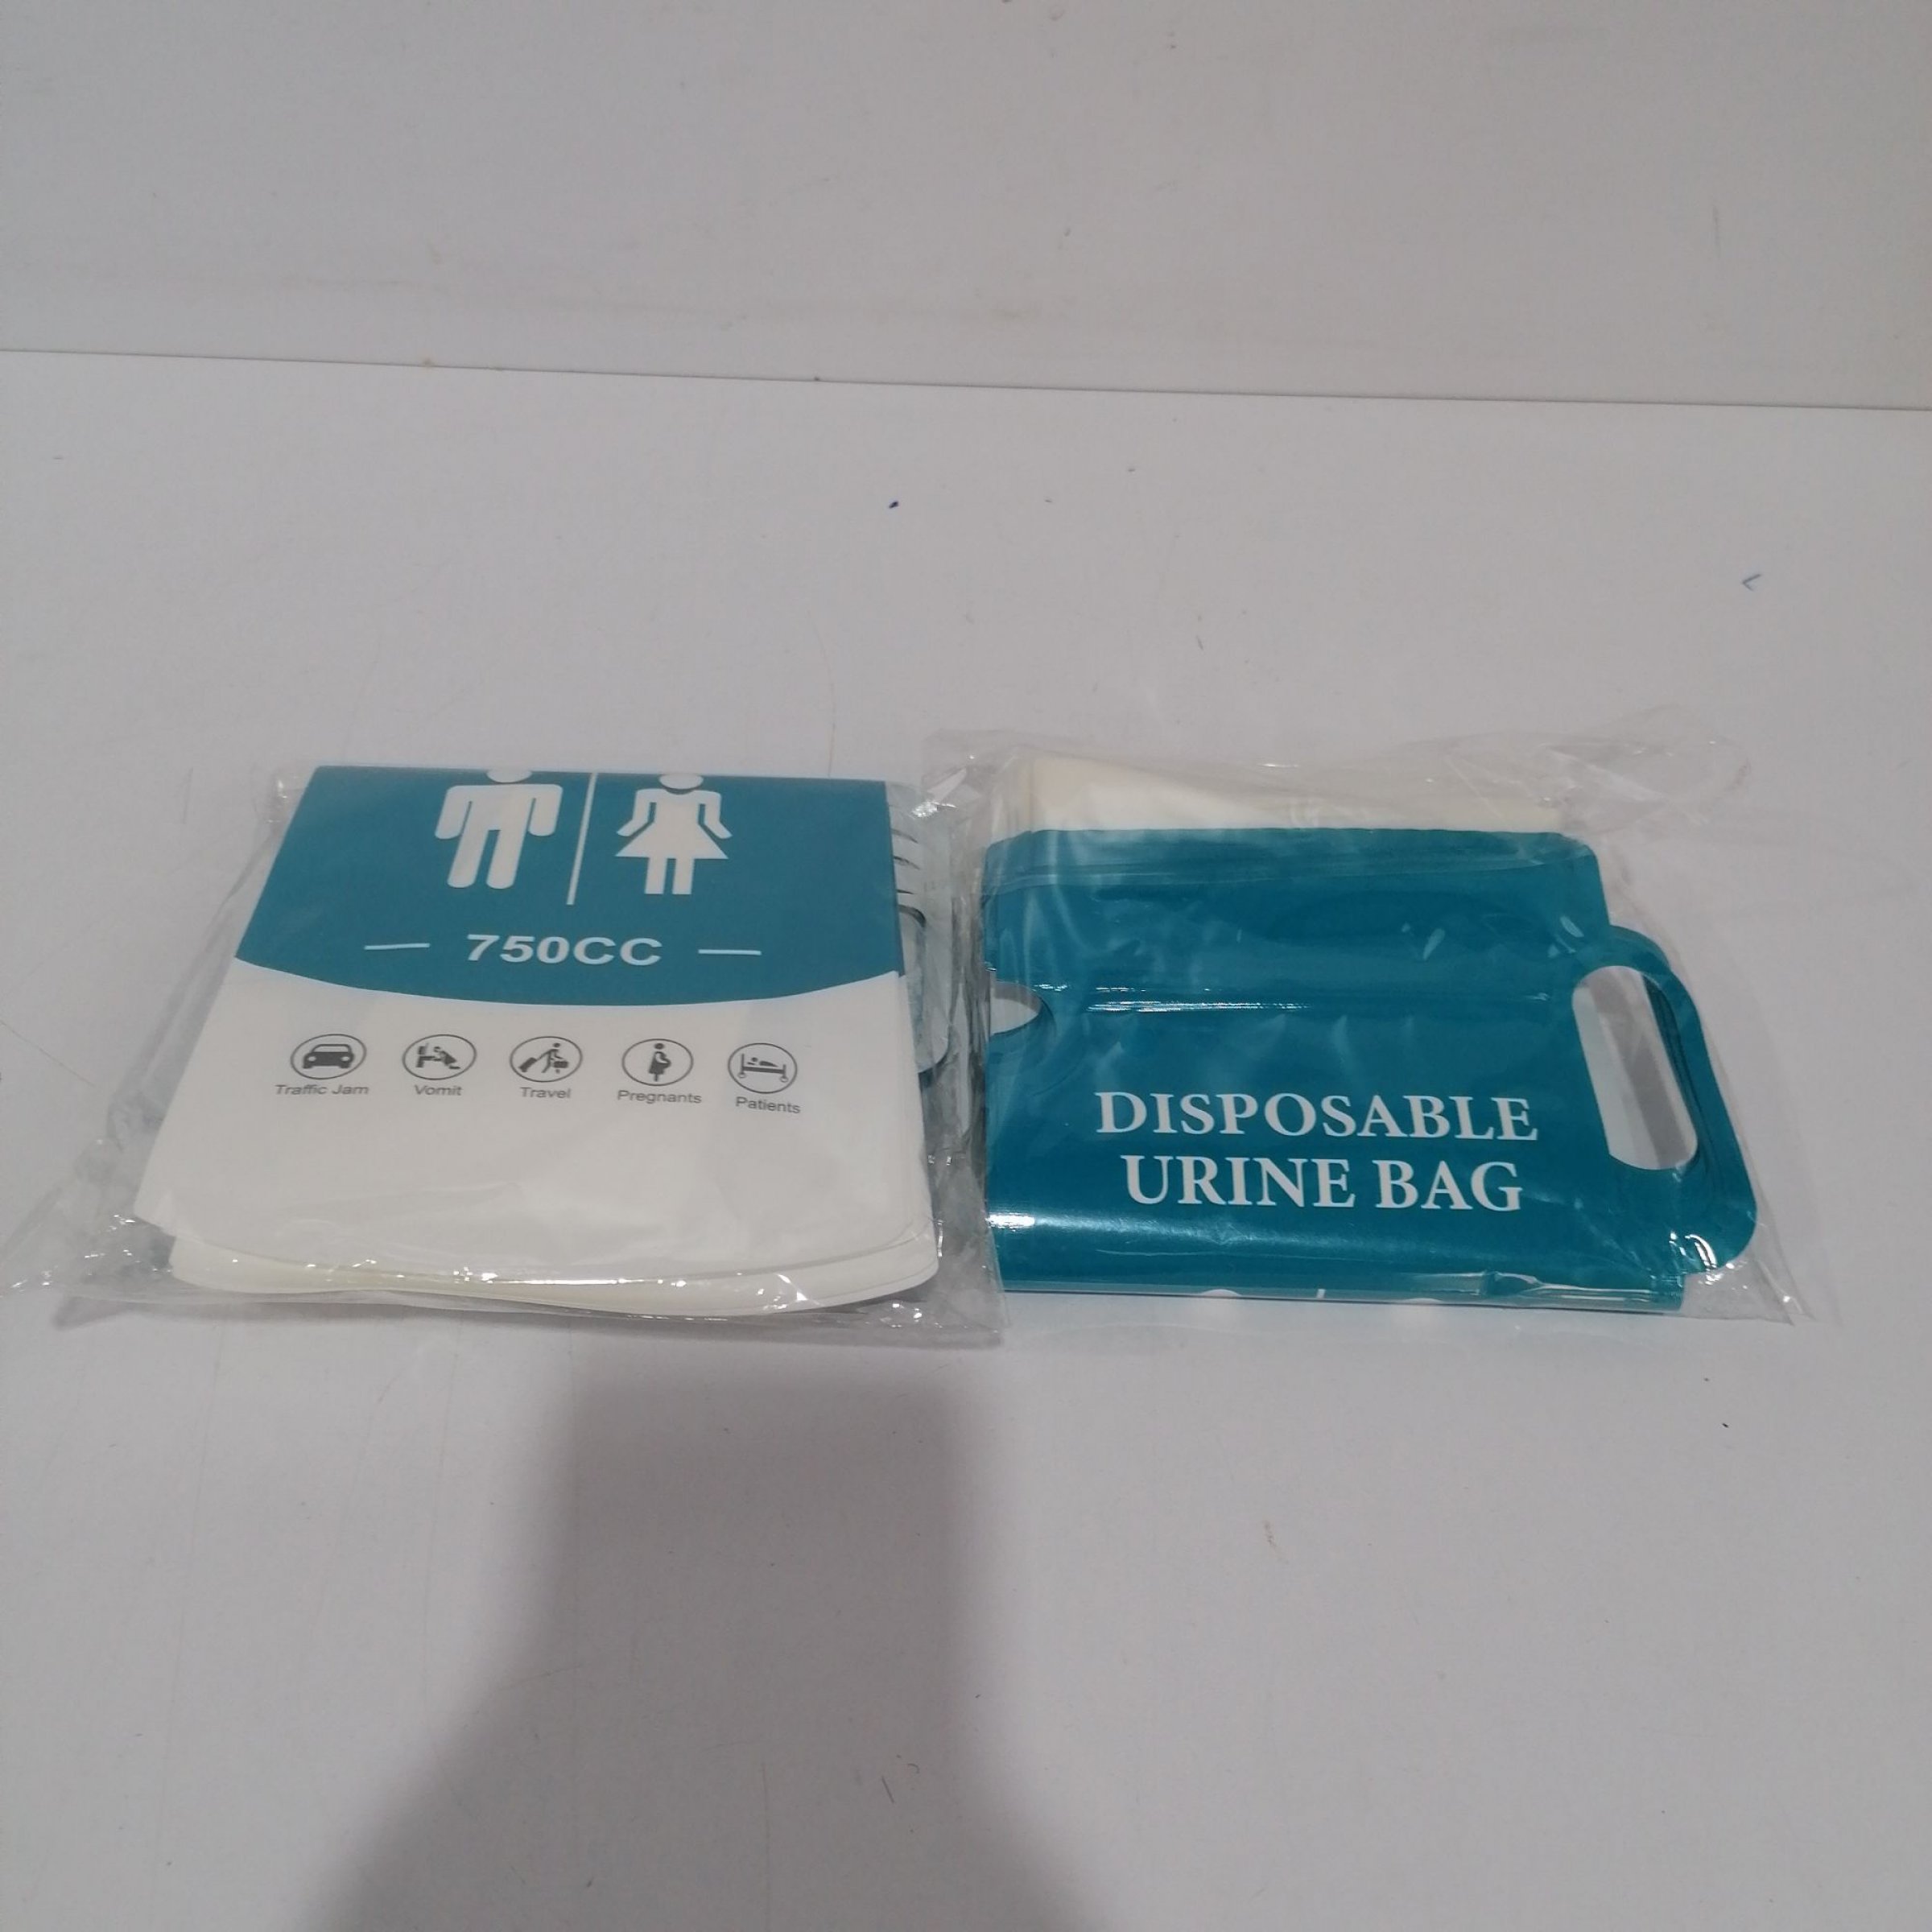 750CC
Traffic Jam
Vomit
Travel
Pregnants
Patients
DISPOSABLE
URINE BAG